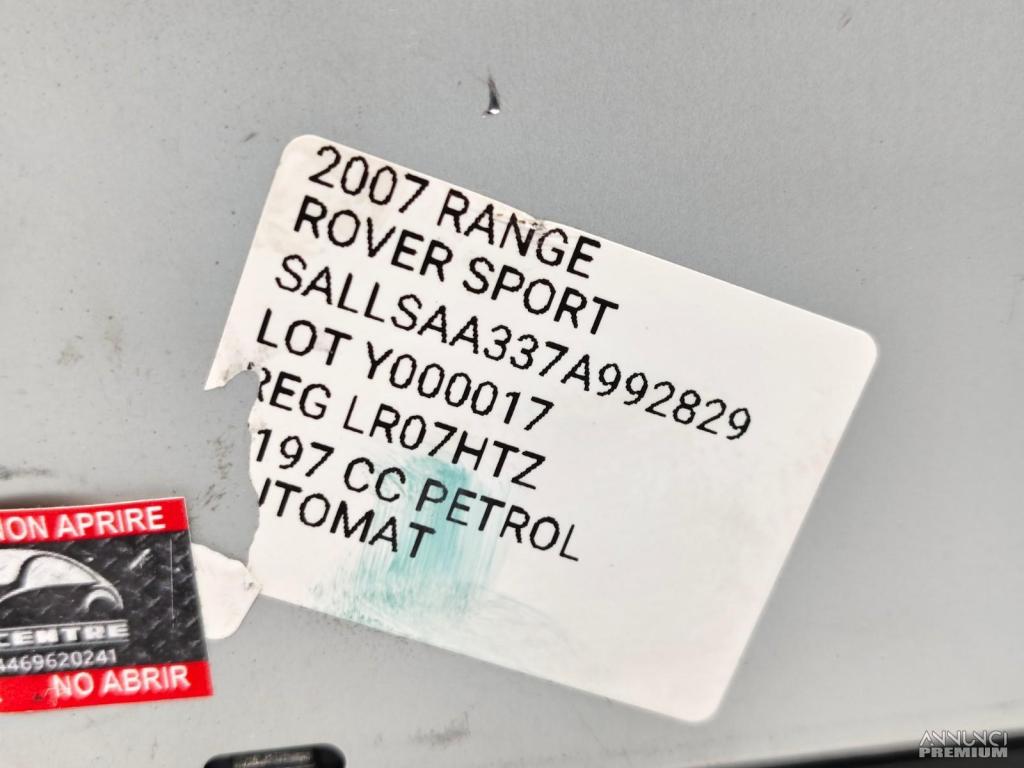 2007 RANGE
ROVER SPORT
SALLSAA337A992829
LOT Y000017
REG LR07HTZ
197 CC PETROL
UTOMAT
NON APRIRE
CENTRE
4469620241
NO ABRIR
ANNUNCI
PREMIUM